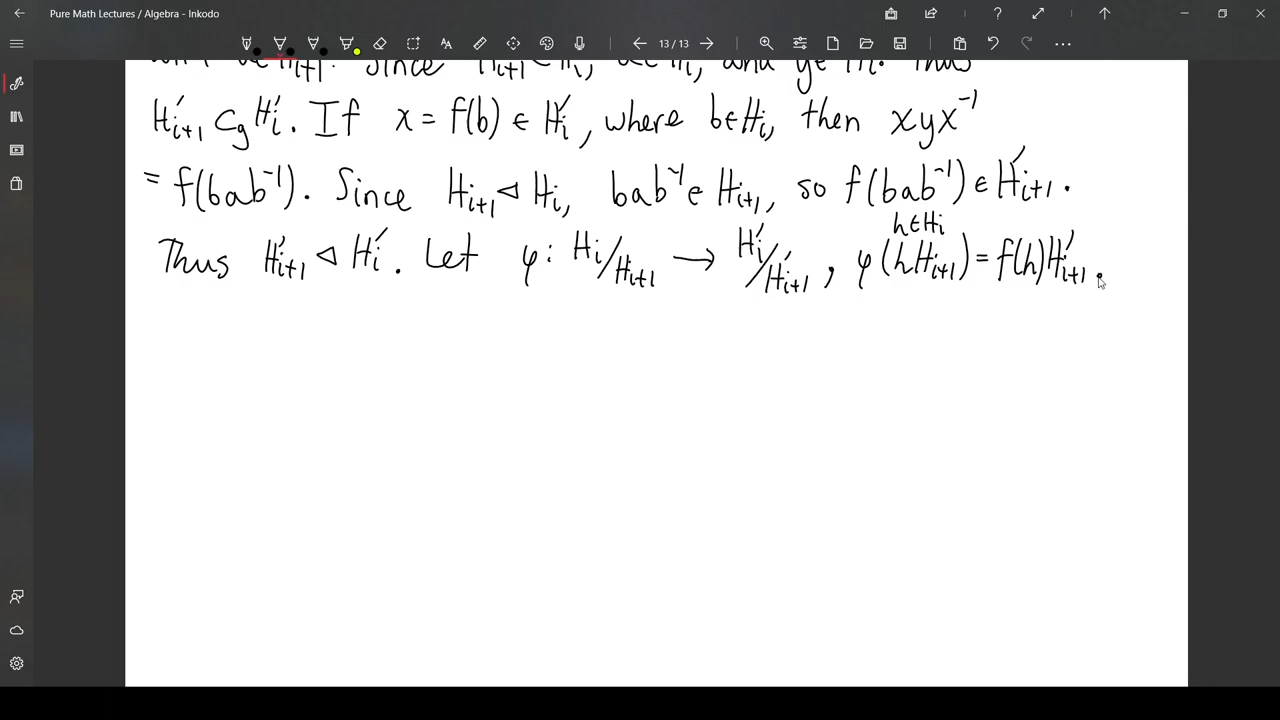 Pure Math Lectures / Algebra - Inkodo
13/13
H'ᵢ₊₁ ⊂g H'ᵢ. If x = f(b) ∈ H'ᵢ, where b∈Hᵢ, then xyx⁻¹
= f(bab⁻¹). Since Hᵢ₊₁ ⊲ Hᵢ, bab⁻¹ ∈ Hᵢ₊₁, so f(bab⁻¹) ∈ H'ᵢ₊₁.
h∈Hᵢ
Thus H'ᵢ₊₁ ⊲ H'ᵢ. Let φ: Hᵢ/Hᵢ₊₁ → H'ᵢ/H'ᵢ₊₁, φ(hHᵢ₊₁) = f(h)H'ᵢ₊₁.